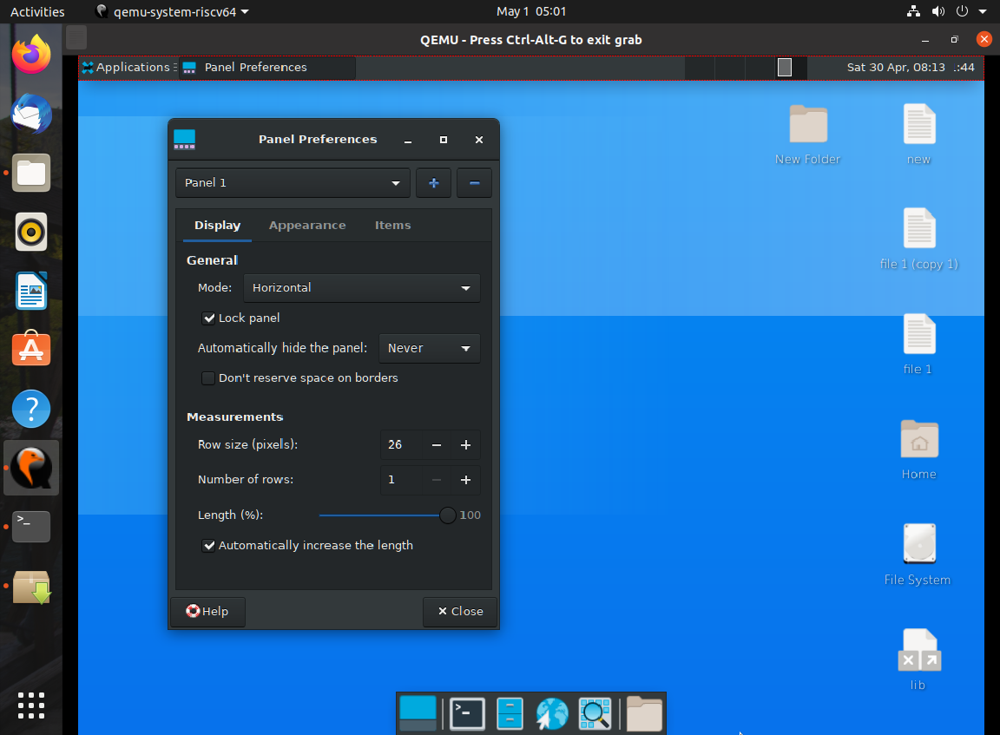 Activities
qemu-system-riscv64
May 1 05:01
QEMU - Press Ctrl-Alt-G to exit grab
Applications
Panel Preferences
Sat 30 Apr, 08:13
:44
Panel Preferences
Panel 1
Display
Appearance
Items
General
Mode:
Horizontal
Lock panel
Automatically hide the panel:
Never
Don't reserve space on borders
Measurements
Row size (pixels):
26
Number of rows:
1
Length (%):
100
Automatically increase the length
Help
Close
New Folder
new
file 1 (copy 1)
file 1
Home
File System
lib